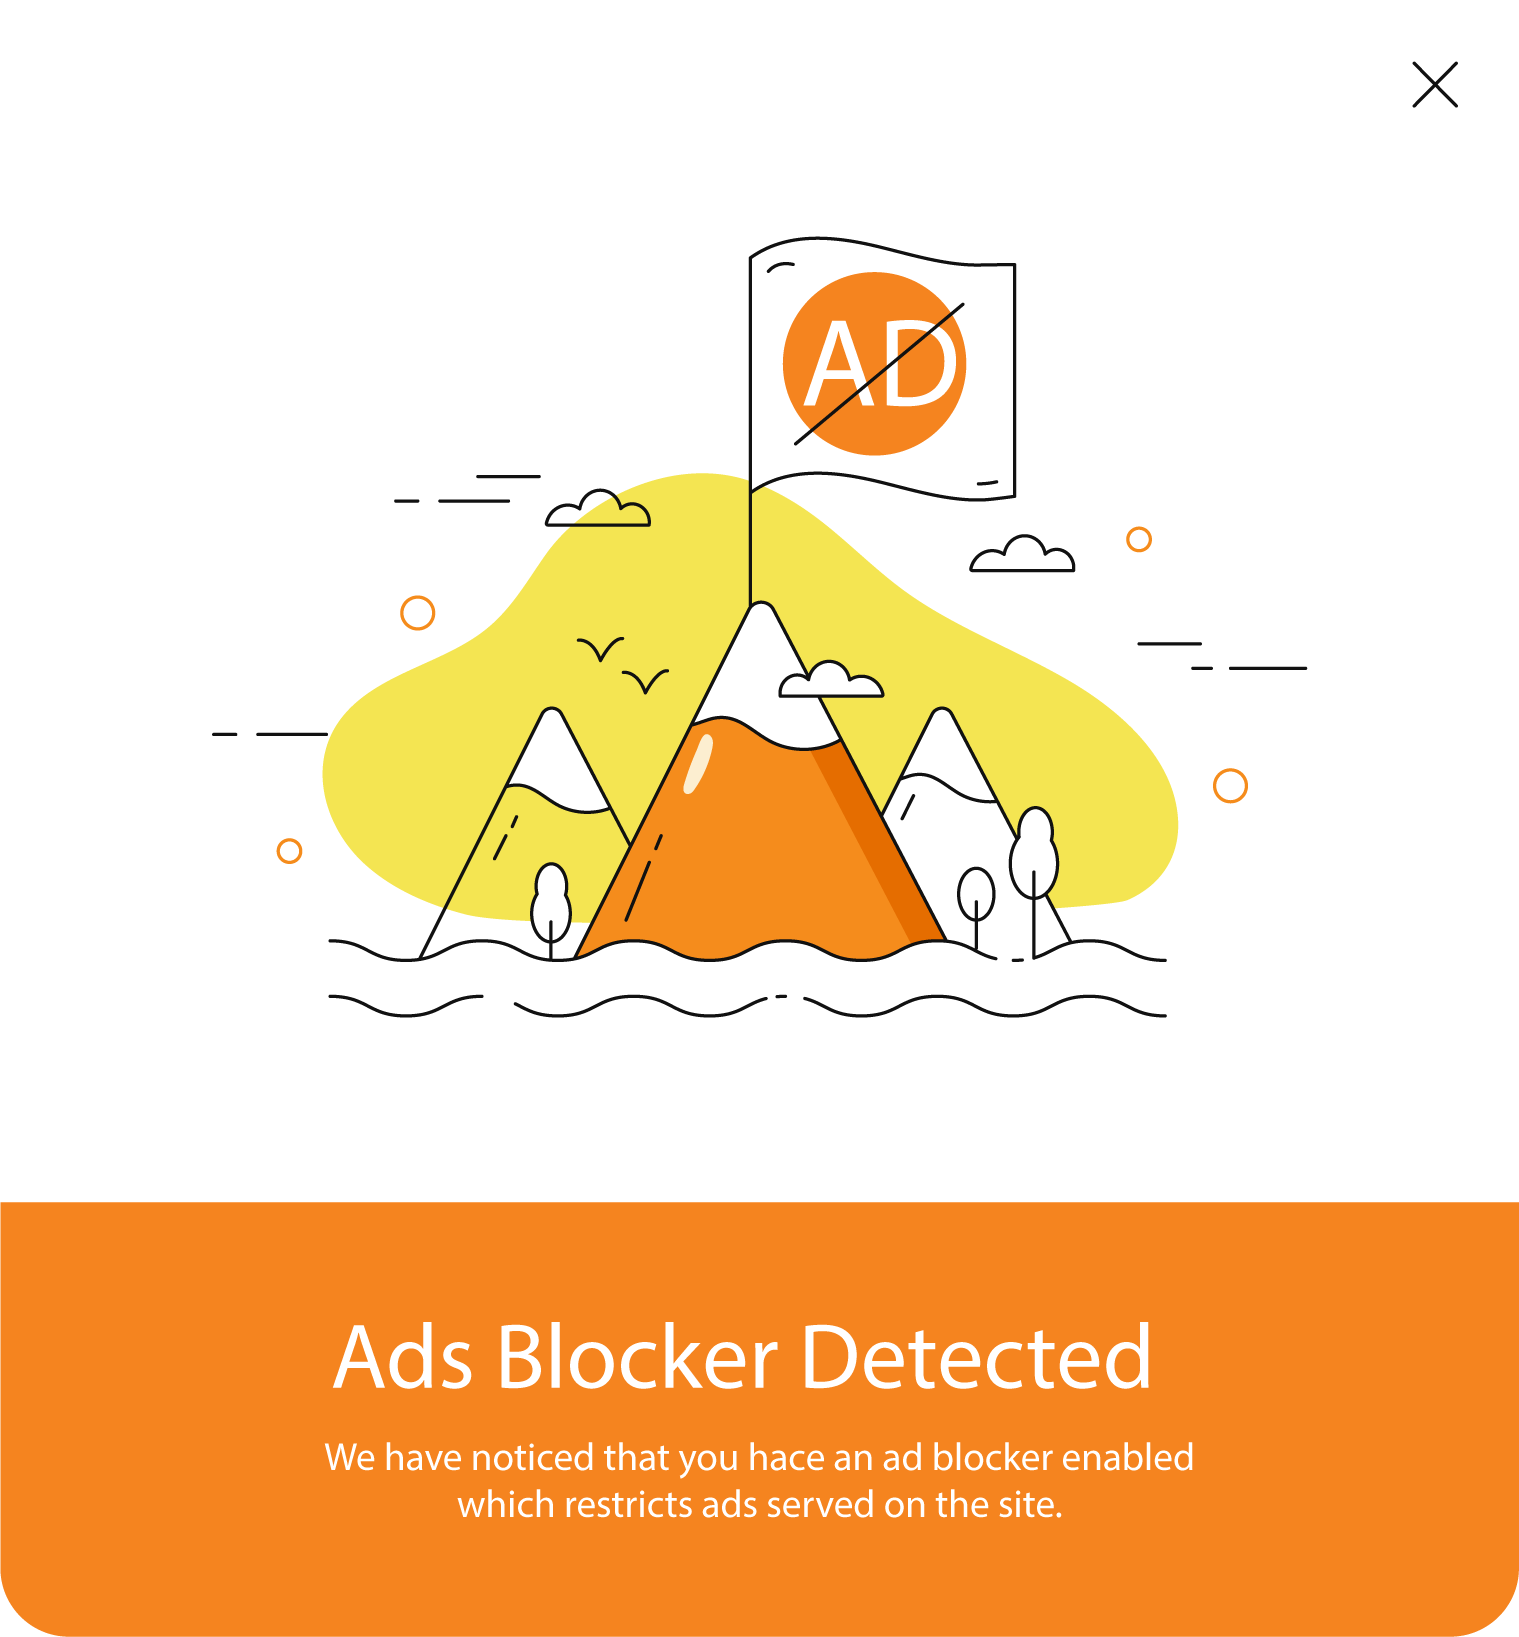 AD
Ads Blocker Detected
We have noticed that you hace an ad blocker enabled
which restricts ads served on the site.